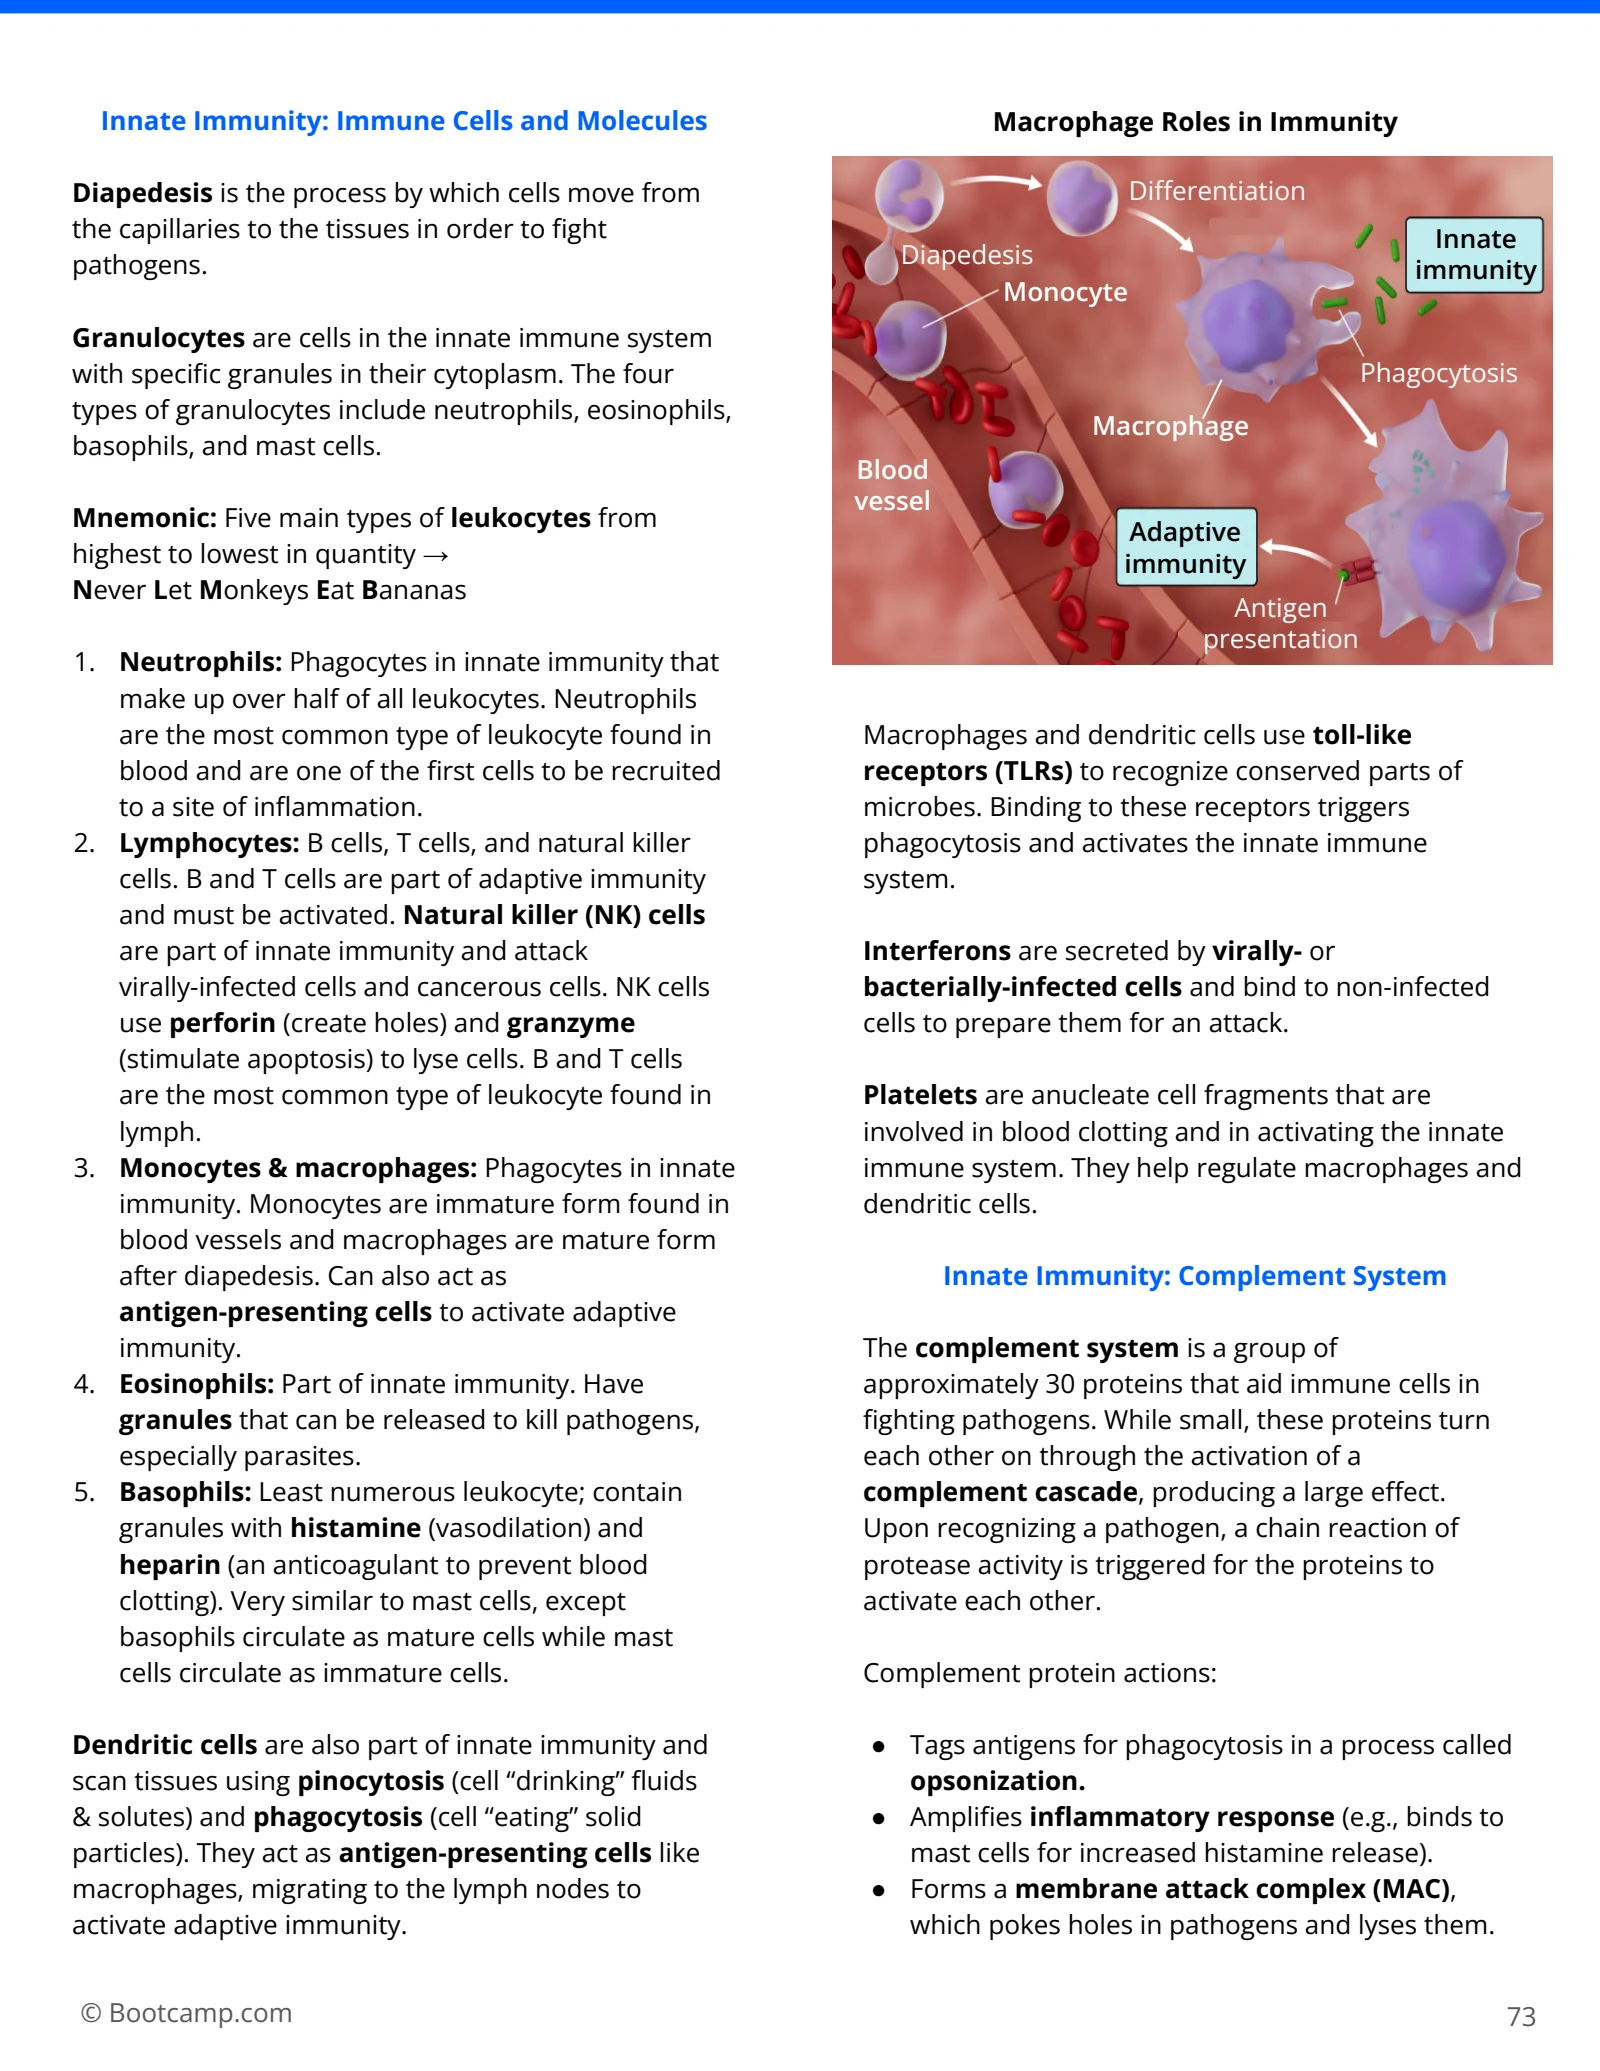 Innate Immunity: Immune Cells and Molecules
Diapedesis is the process by which cells move from
the capillaries to the tissues in order to fight
pathogens.
Granulocytes are cells in the innate immune system
with specific granules in their cytoplasm. The four
types of granulocytes include neutrophils, eosinophils,
basophils, and mast cells.
Mnemonic: Five main types of leukocytes from
highest to lowest in quantity →
Never Let Monkeys Eat Bananas
1. Neutrophils: Phagocytes in innate immunity that
make up over half of all leukocytes. Neutrophils
are the most common type of leukocyte found in
blood and are one of the first cells to be recruited
to a site of inflammation.
2. Lymphocytes: B cells, T cells, and natural killer
cells. B and T cells are part of adaptive immunity
and must be activated. Natural killer (NK) cells
are part of innate immunity and attack
virally-infected cells and cancerous cells. NK cells
use perforin (create holes) and granzyme
(stimulate apoptosis) to lyse cells. B and T cells
are the most common type of leukocyte found in
lymph.
3. Monocytes & macrophages: Phagocytes in innate
immunity. Monocytes are immature form found in
blood vessels and macrophages are mature form
after diapedesis. Can also act as
antigen-presenting cells to activate adaptive
immunity.
4. Eosinophils: Part of innate immunity. Have
granules that can be released to kill pathogens,
especially parasites.
5. Basophils: Least numerous leukocyte; contain
granules with histamine (vasodilation) and
heparin (an anticoagulant to prevent blood
clotting). Very similar to mast cells, except
basophils circulate as mature cells while mast
cells circulate as immature cells.
Dendritic cells are also part of innate immunity and
scan tissues using pinocytosis (cell “drinking” fluids
& solutes) and phagocytosis (cell “eating” solid
particles). They act as antigen-presenting cells like
macrophages, migrating to the lymph nodes to
activate adaptive immunity.
Macrophage Roles in Immunity
Differentiation
Innate
immunity
Diapedesis
Monocyte
Phagocytosis
Macrophage
Blood
vessel
Adaptive
immunity
Antigen
presentation
Macrophages and dendritic cells use toll-like
receptors (TLRs) to recognize conserved parts of
microbes. Binding to these receptors triggers
phagocytosis and activates the innate immune
system.
Interferons are secreted by virally- or
bacterially-infected cells and bind to non-infected
cells to prepare them for an attack.
Platelets are anucleate cell fragments that are
involved in blood clotting and in activating the innate
immune system. They help regulate macrophages and
dendritic cells.
Innate Immunity: Complement System
The complement system is a group of
approximately 30 proteins that aid immune cells in
fighting pathogens. While small, these proteins turn
each other on through the activation of a
complement cascade, producing a large effect.
Upon recognizing a pathogen, a chain reaction of
protease activity is triggered for the proteins to
activate each other.
Complement protein actions:
● Tags antigens for phagocytosis in a process called
opsonization.
● Amplifies inflammatory response (e.g., binds to
mast cells for increased histamine release).
● Forms a membrane attack complex (MAC),
which pokes holes in pathogens and lyses them.
© Bootcamp.com
73